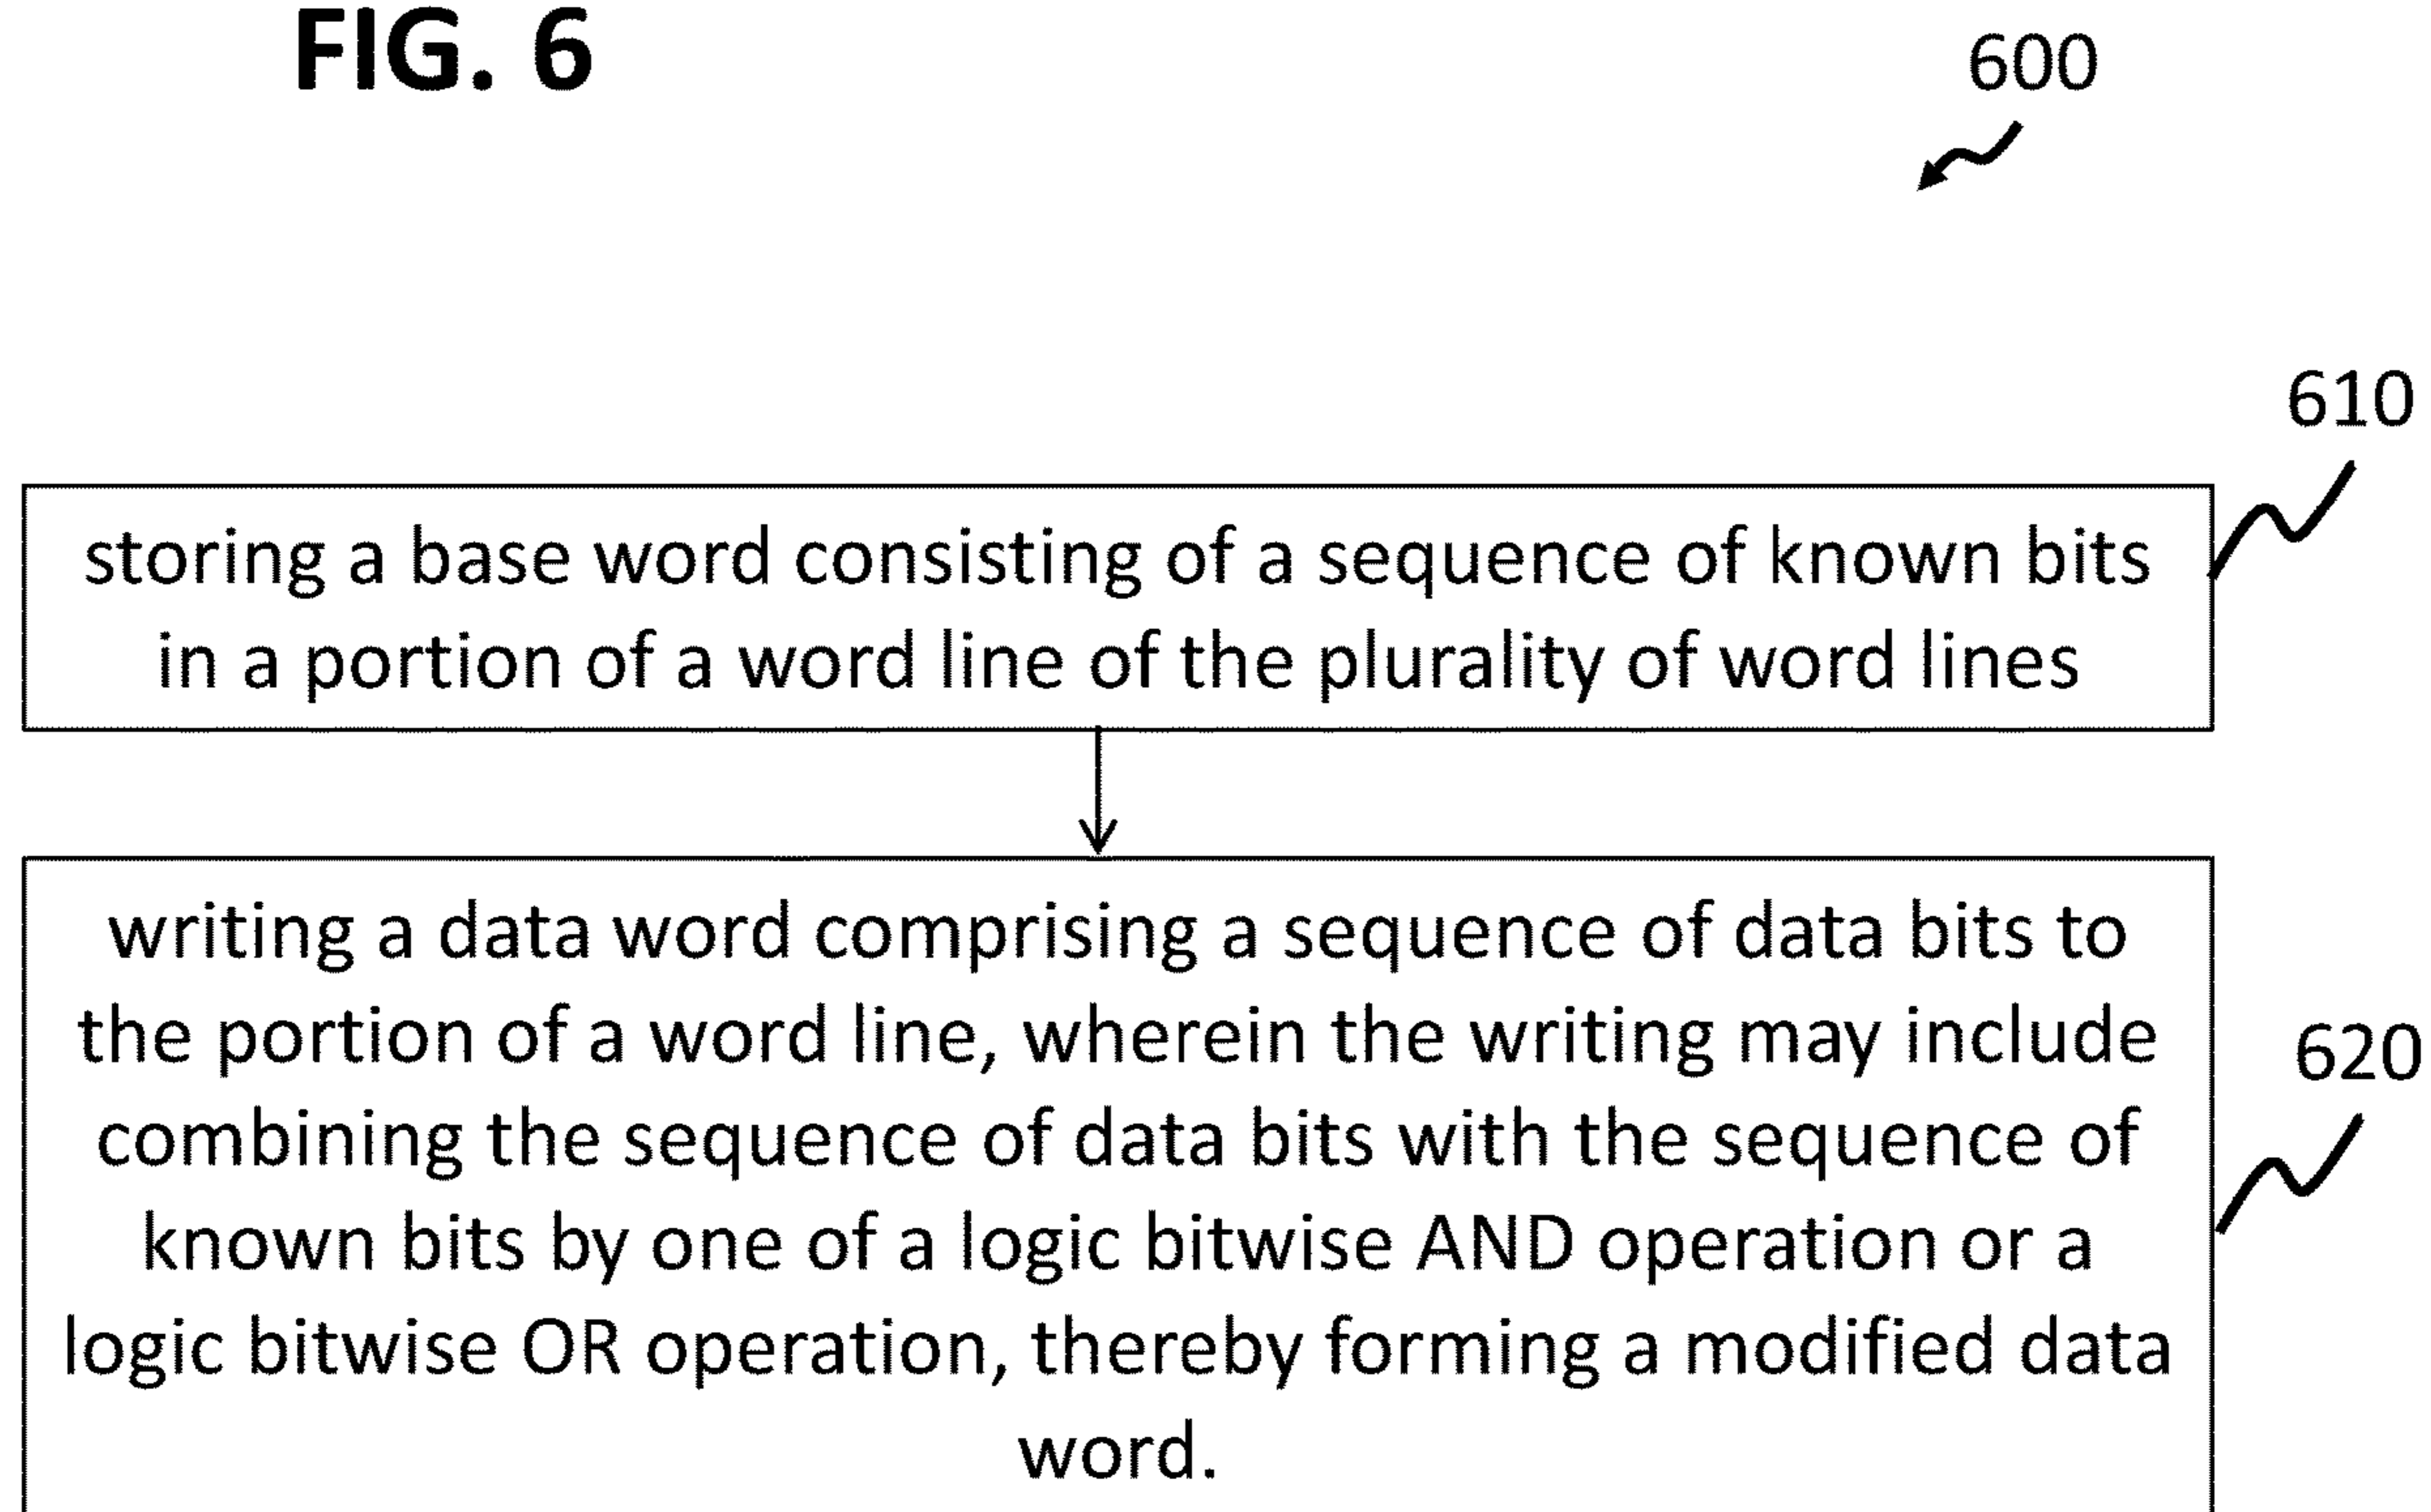 FIG. 6
600
610
storing a base word consisting of a sequence of known bits
in a portion of a word line of the plurality of word lines
writing a data word comprising a sequence of data bits to
the portion of a word line, wherein the writing may include
620
combining the sequence of data bits with the sequence of
known bits by one of a logic bitwise AND operation or a
logic bitwise OR operation, thereby forming a modified data
word.